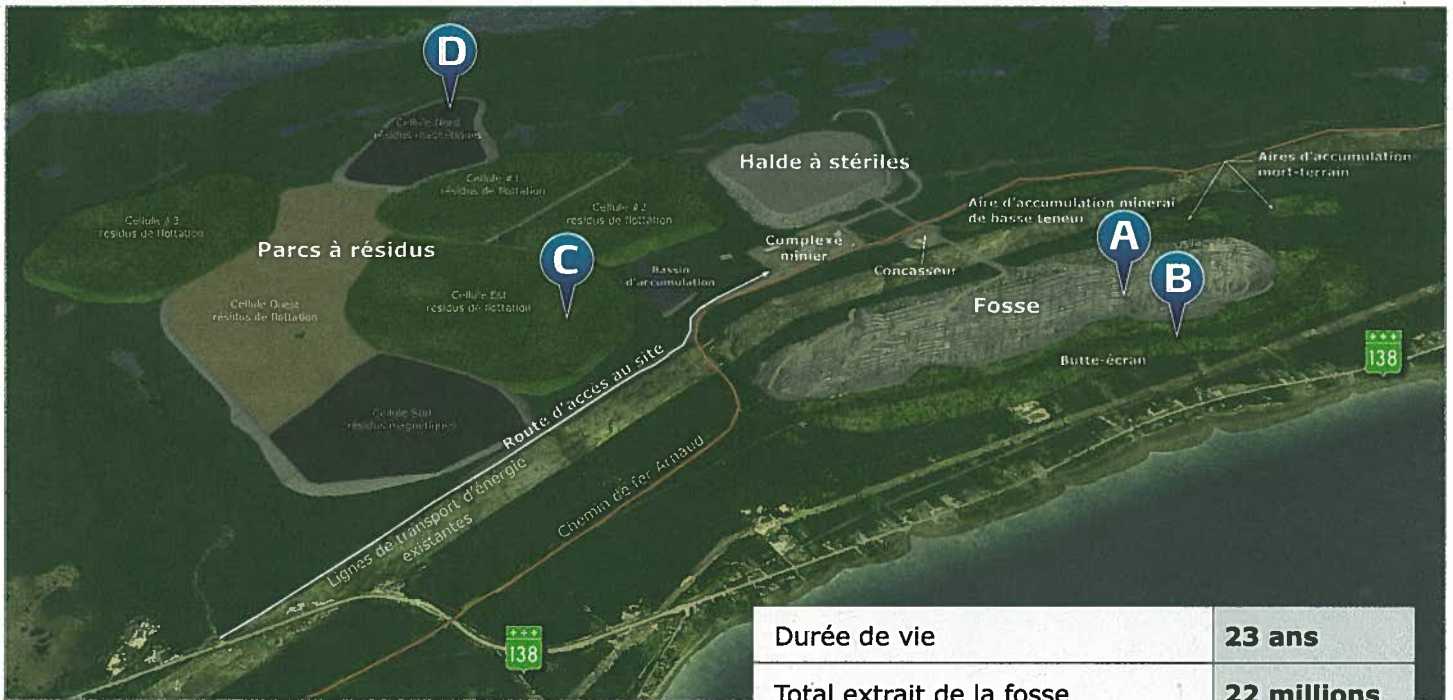 D
Cellule Nord
résidus magnétiques
Halde à stériles
Aires d'accumulation
mort-terrain
Cellule #1
résidus de flottation
Cellule #2
résidus de flottation
Cellule #3
résidus de flottation
Aire d'accumulation minerai
de basse teneur
Parcs à résidus
Complexe
minier
A
C
Concasseur
B
Bassin
d'accumulation
Cellule Est
résidus de flottation
Cellule Ouest
résidus de flottation
Fosse
138
Butte-écran
Route d'accès au site
Cellule Sud
résidus magnétiques
Lignes de transport d'énergie
existantes
Chemin de fer Arnaud
138
Durée de vie 23 ans
Total extrait de la fosse 22 millions